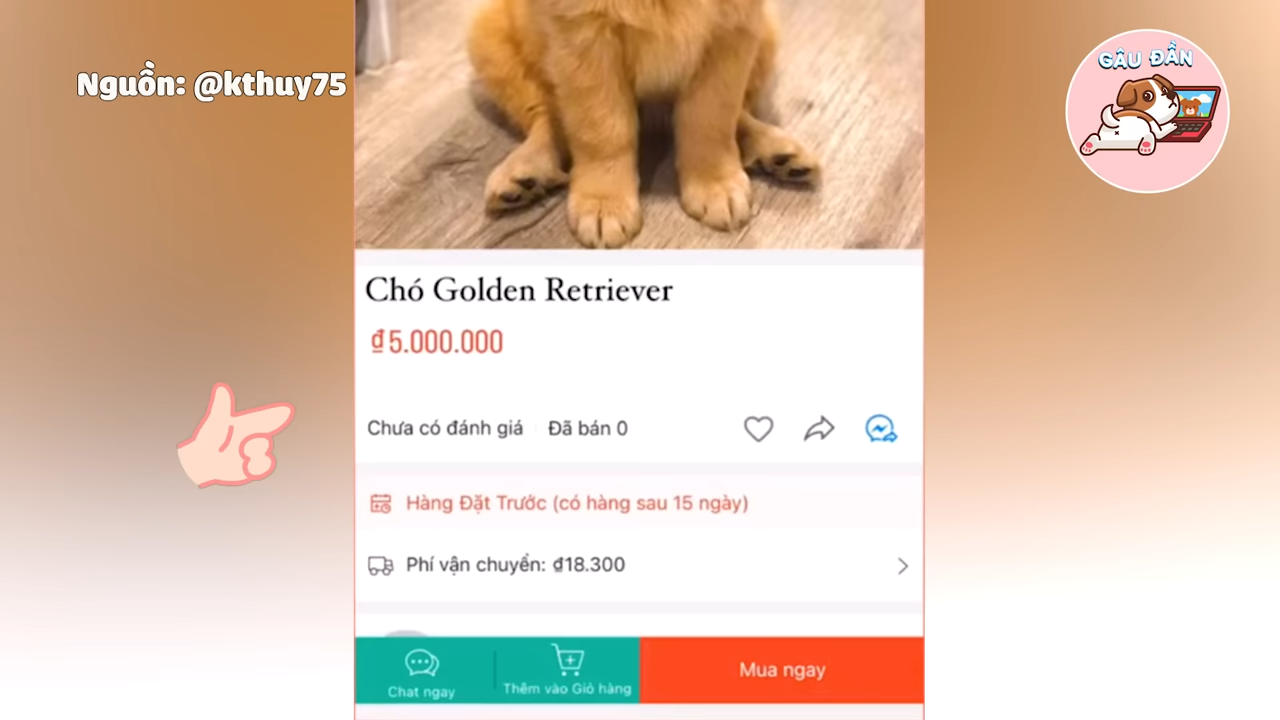 Nguồn: @kthuy75
GÂU ĐẦN
Chó Golden Retriever
₫5.000.000
Chưa có đánh giá
Đã bán 0
Hàng Đặt Trước (có hàng sau 15 ngày)
Phí vận chuyển: ₫18.300
Chat ngay
Thêm vào Giỏ hàng
Mua ngay